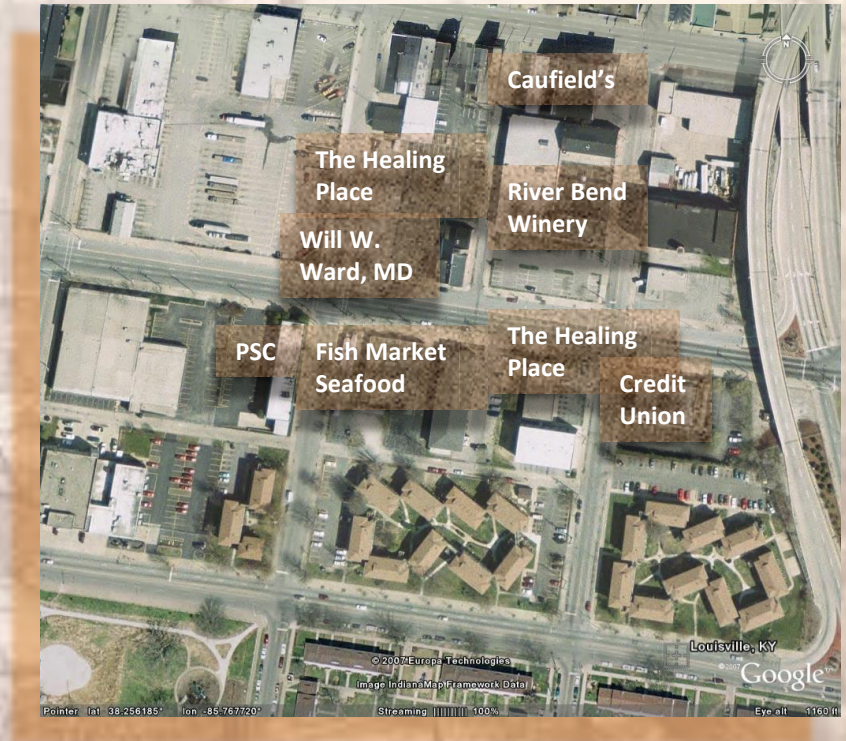 N
Caufield's
The Healing
Place
River Bend
Winery
Will W.
Ward, MD
PSC
Fish Market
Seafood
The Healing
Place
Credit
Union
Louisville, KY
© 2007 Europa Technologies
© 2007 Google™
Image IndianaMap Framework Data
Pointer lat 38.256185° lon -85.767720°
Streaming ||||||||| 100%
Eye alt 1160 ft